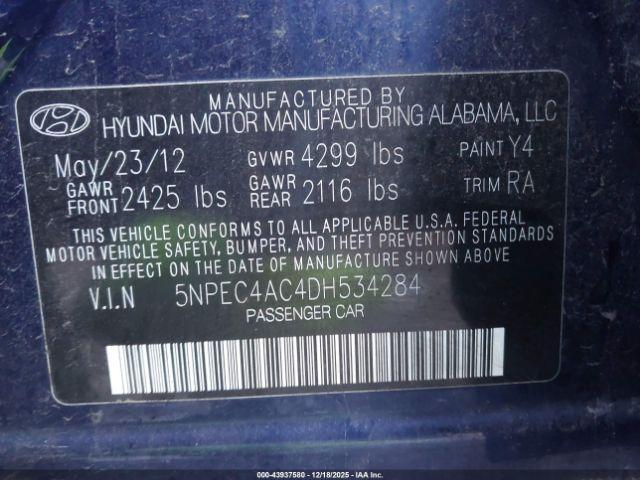 MANUFACTURED BY
HYUNDAI MOTOR MANUFACTURING ALABAMA, LLC
May/23/12 GVWR 4299 lbs PAINT Y4
GAWR FRONT 2425 lbs GAWR REAR 2116 lbs TRIM RA
THIS VEHICLE CONFORMS TO ALL APPLICABLE U.S.A. FEDERAL
MOTOR VEHICLE SAFETY, BUMPER, AND THEFT PREVENTION STANDARDS
IN EFFECT ON THE DATE OF MANUFACTURE SHOWN ABOVE
V.I.N 5NPEC4AC4DH534284
PASSENGER CAR
000-43937580 - 12/18/2025 - IAA Inc.